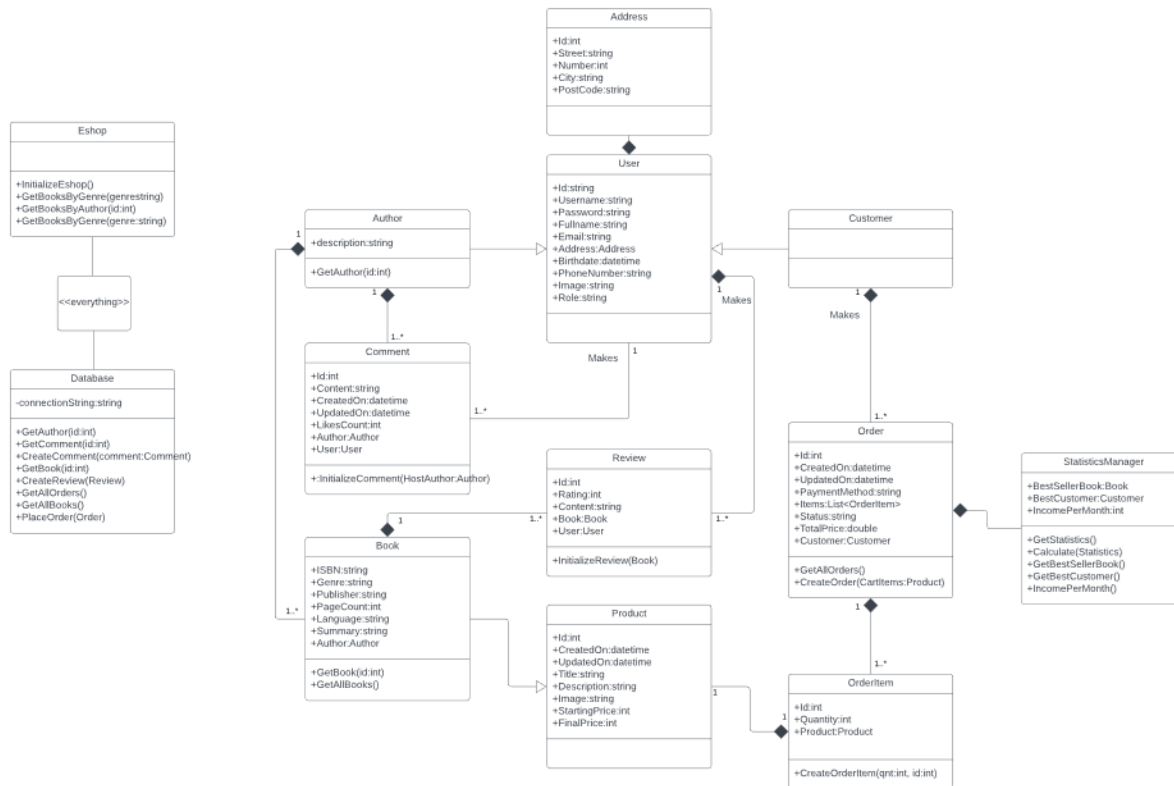 Address
+Id:int
+Street:string
+Number:int
+City:string
+PostCode:string
Eshop
+InitializeEshop()
+GetBooksByGenre(genrestring)
+GetBooksByAuthor(id:int)
+GetBooksByGenre(genre:string)
<<everything>>
Database
-connectionString:string
+GetAuthor(id:int)
+GetComment(id:int)
+CreateComment(comment:Comment)
+GetBook(id:int)
+CreateReview(Review)
+GetAllOrders()
+GetAllBooks()
+PlaceOrder(Order)
User
+Id:string
+Username:string
+Password:string
+Fullname:string
+Email:string
+Address:Address
+Birthdate:datetime
+PhoneNumber:string
+Image:string
+Role:string
Author
+description:string
+GetAuthor(id:int)
1
1
1..*
Customer
1
Makes
1..*
1
Makes
Makes
1
Comment
+Id:int
+Content:string
+CreatedOn:datetime
+UpdatedOn:datetime
+LikesCount:int
+Author:Author
+User:User
+:InitializeComment(HostAuthor:Author)
1..*
Review
+Id:int
+Rating:int
+Content:string
+Book:Book
+User:User
+InitializeReview(Book)
1
1..*
1..*
Order
+Id:int
+CreatedOn:datetime
+UpdatedOn:datetime
+PaymentMethod:string
+Items:List<OrderItem>
+Status:string
+TotalPrice:double
+Customer:Customer
+GetAllOrders()
+CreateOrder(CartItems:Product)
StatisticsManager
+BestSellerBook:Book
+BestCustomer:Customer
+IncomePerMonth:int
+GetStatistics()
+Calculate(Statistics)
+GetBestSellerBook()
+GetBestCustomer()
+IncomePerMonth()
Book
+ISBN:string
+Genre:string
+Publisher:string
+PageCount:int
+Language:string
+Summary:string
+Author:Author
+GetBook(id:int)
+GetAllBooks()
1..*
Product
+Id:int
+CreatedOn:datetime
+UpdatedOn:datetime
+Title:string
+Description:string
+Image:string
+StartingPrice:int
+FinalPrice:int
1
1
1
1..*
OrderItem
+Id:int
+Quantity:int
+Product:Product
+CreateOrderItem(qnt:int, id:int)